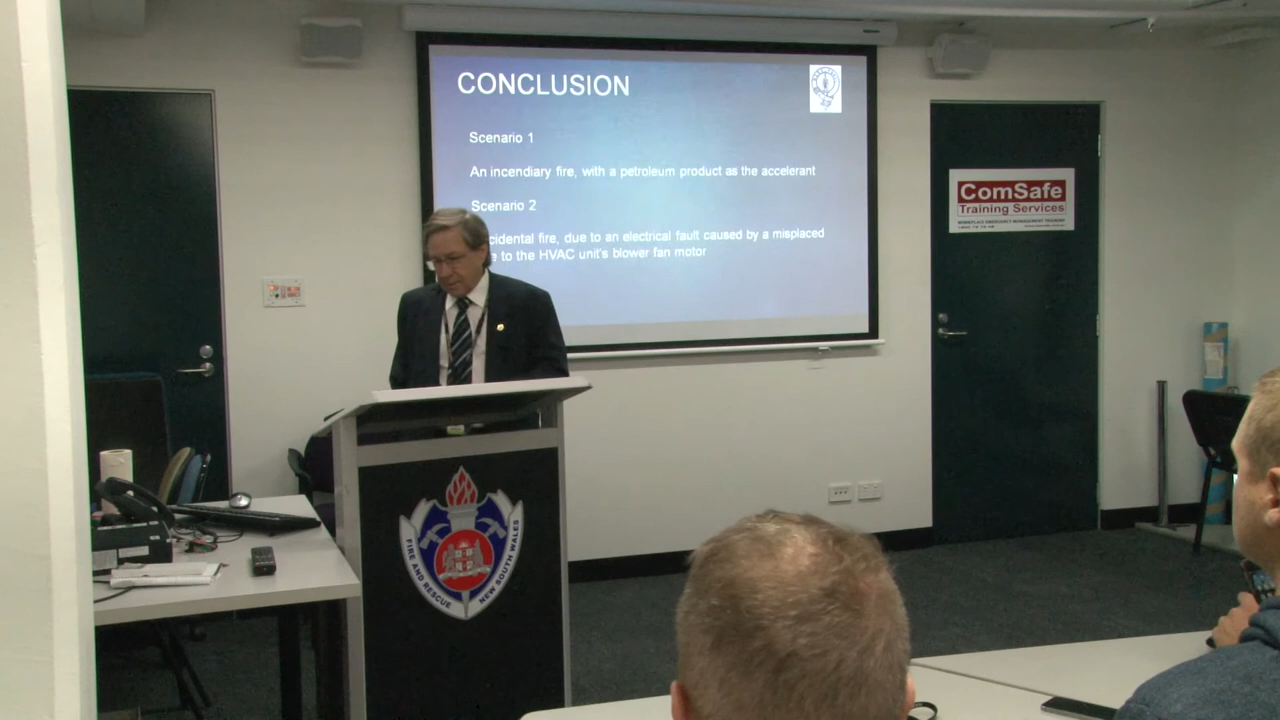 CONCLUSION
Scenario 1
An incendiary fire, with a petroleum product as the accelerant
Scenario 2
cidental fire, due to an electrical fault caused by a misplaced
to the HVAC unit's blower fan motor
ComSafe
Training Services
FIRE AND RESCUE
NEW SOUTH WALES